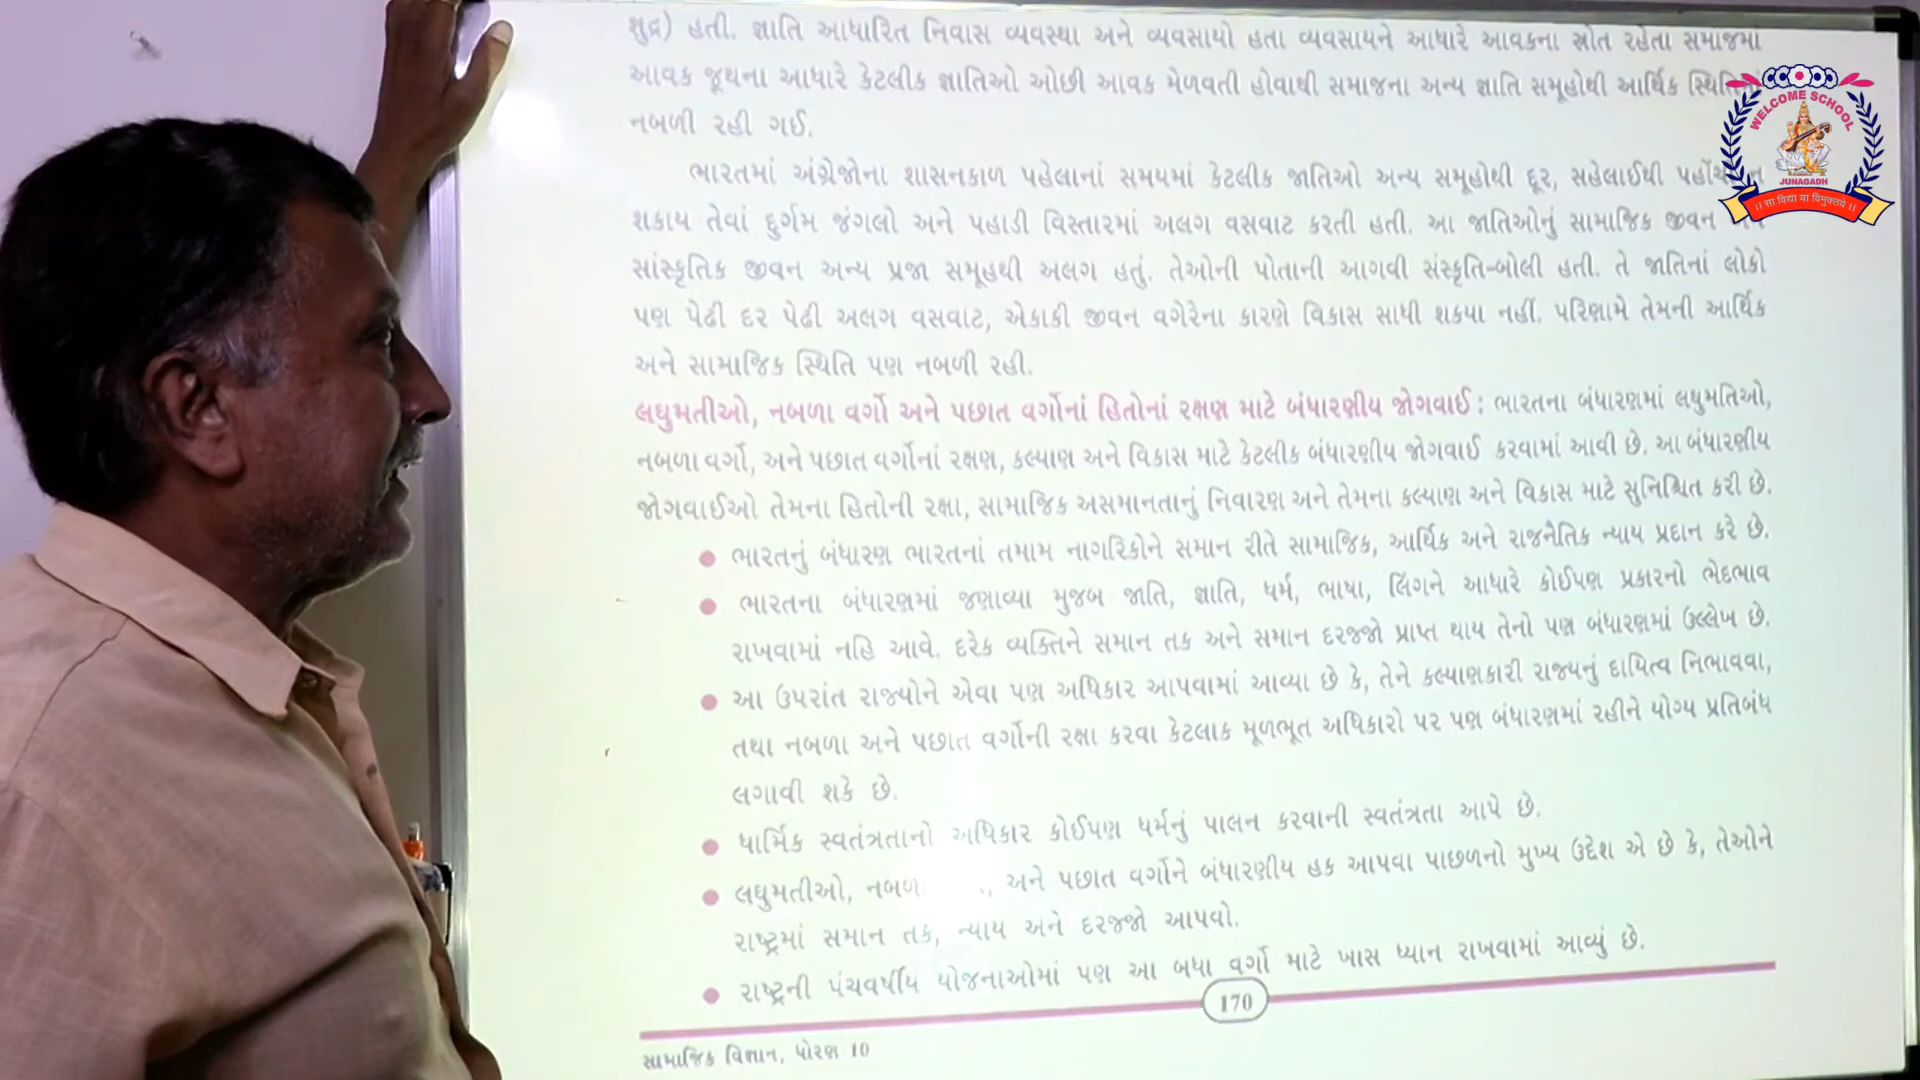 શુદ્ર) હતી. જ્ઞાતિ આધારિત નિવાસ વ્યવસ્થા અને વ્યવસાયો હતા વ્યવસાયને આધારે આવકના સ્રોત રહેતા સમાજમાં
આવક જૂથના આધારે કેટલીક જ્ઞાતિઓ ઓછી આવક મેળવતી હોવાથી સમાજના અન્ય જ્ઞાતિ સમૂહોથી આર્થિક
નબળી રહી ગઈ.
ભારતમાં અંગ્રેજોના શાસનકાળ પહેલાનાં સમયમાં કેટલીક જાતિઓ અન્ય સમૂહોથી દૂર, સહેલાઈથી
શકાય તેવાં દુર્ગમ જંગલો અને પહાડી વિસ્તારમાં અલગ વસવાટ કરતી હતી. આ જાતિઓનું સામાજિક જીવન
સાંસ્કૃતિક જીવન અન્ય પ્રજા સમૂહથી અલગ હતું. તેઓની પોતાની આગવી સંસ્કૃતિ-બોલી હતી. તે જાતિનાં લોકો
પણ પેઢી દર પેઢી અલગ વસવાટ, એકાકી જીવન વગેરેના કારણે વિકાસ સાધી શક્યા નહીં. પરિણામે તેમની આર્થિક
અને સામાજિક સ્થિતિ પણ નબળી રહી.
લઘુમતીઓ, નબળા વર્ગો અને પછાત વર્ગોનાં હિતોનાં રક્ષણ માટે બંધારણીય જોગવાઈ : ભારતના બંધારણમાં લઘુમતિઓ,
નબળા વર્ગો, અને પછાત વર્ગોનાં રક્ષણ, કલ્યાણ અને વિકાસ માટે કેટલીક બંધારણીય જોગવાઈ કરવામાં આવી છે. આ બંધારણીય
જોગવાઈઓ તેમના હિતોની રક્ષા, સામાજિક અસમાનતાનું નિવારણ અને તેમના કલ્યાણ અને વિકાસ માટે સુનિશ્ચિત કરી છે.
● ભારતનું બંધારણ ભારતનાં તમામ નાગરિકોને સમાન રીતે સામાજિક, આર્થિક અને રાજનૈતિક ન્યાય પ્રદાન કરે છે.
● ભારતના બંધારણમાં જણાવ્યા મુજબ જાતિ, જ્ઞાતિ, ધર્મ, ભાષા, લિંગને આધારે કોઈપણ પ્રકારનો ભેદભાવ
રાખવામાં નહિ આવે. દરેક વ્યક્તિને સમાન તક અને સમાન દરજ્જો પ્રાપ્ત થાય તેનો પણ બંધારણમાં ઉલ્લેખ છે.
● આ ઉપરાંત રાજ્યોને એવા પણ અધિકાર આપવામાં આવ્યા છે કે, તેને કલ્યાણકારી રાજ્યનું દાયિત્વ નિભાવવા,
તથા નબળા અને પછાત વર્ગોની રક્ષા કરવા કેટલાક મૂળભૂત અધિકારો પર પણ બંધારણમાં રહીને યોગ્ય પ્રતિબંધ
લગાવી શકે છે.
● ધાર્મિક સ્વતંત્રતાનો અધિકાર કોઈપણ ધર્મનું પાલન કરવાની સ્વતંત્રતા આપે છે.
● લઘુમતીઓ, અને પછાત વર્ગોને બંધારણીય હક આપવા પાછળનો મુખ્ય ઉદ્દેશ એ છે કે, તેઓને
રાષ્ટ્રમાં સમાન તક, ન્યાય અને દરજ્જો આપવો.
● રાષ્ટ્રની પંચવર્ષીય યોજનાઓમાં પણ આ બધા વર્ગો માટે ખાસ ધ્યાન રાખવામાં આવ્યું છે.
170
સામાજિક વિજ્ઞાન, ધોરણ 10
WELCOME SCHOOL
JUNAGADH
।। सा विद्या या विमुक्तये ।।